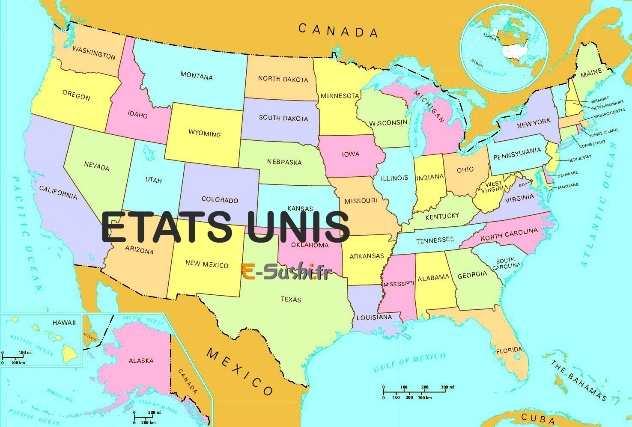 CANADA
WASHINGTON
MONTANA
NORTH DAKOTA
MINNESOTA
MAINE
OREGON
IDAHO
WYOMING
SOUTH DAKOTA
WISCONSIN
MICHIGAN
NEW YORK
NEVADA
UTAH
COLORADO
NEBRASKA
IOWA
ILLINOIS
INDIANA
OHIO
PENNSYLVANIA
CALIFORNIA
KANSAS
MISSOURI
KENTUCKY
WEST
VIRGINIA
VIRGINIA
ETATS UNIS
ARIZONA
NEW MEXICO
OKLAHOMA
ARKANSAS
TENNESSEE
NORTH CAROLINA
SOUTH
CAROLINA
E-Sushi.fr
TEXAS
LOUISIANA
MISSISSIPPI
ALABAMA
GEORGIA
FLORIDA
PACIFIC OCEAN
ATLANTIC OCEAN
HAWAII
ALASKA
CANADA
MEXICO
GULF OF MEXICO
THE BAHAMAS
CUBA